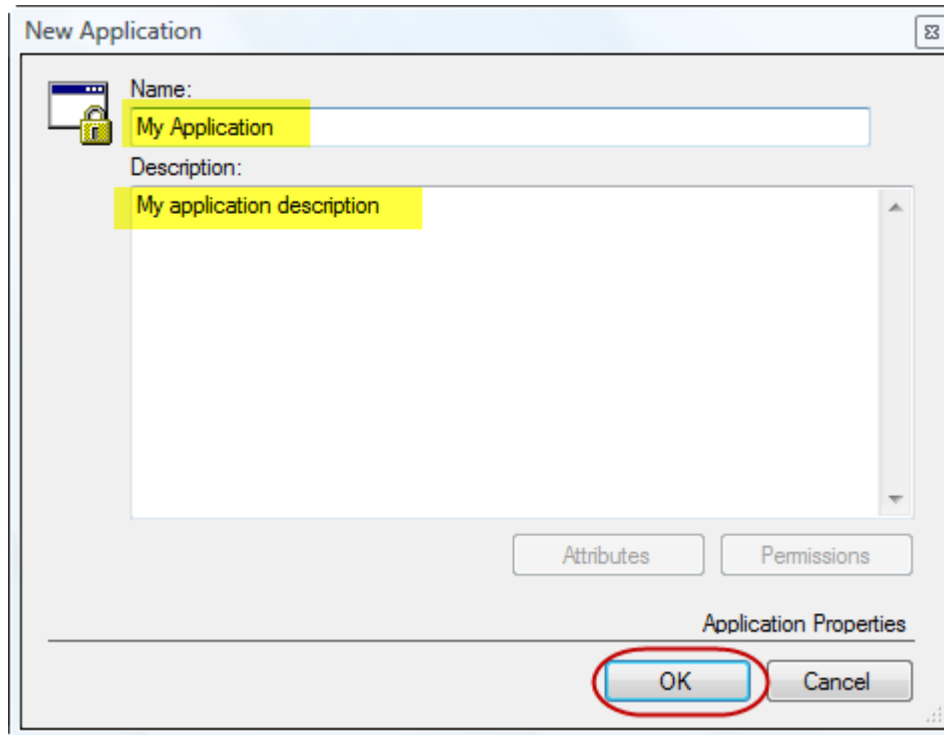 New Application
Name:
My Application
Description:
My application description
Attributes
Permissions
Application Properties
OK
Cancel